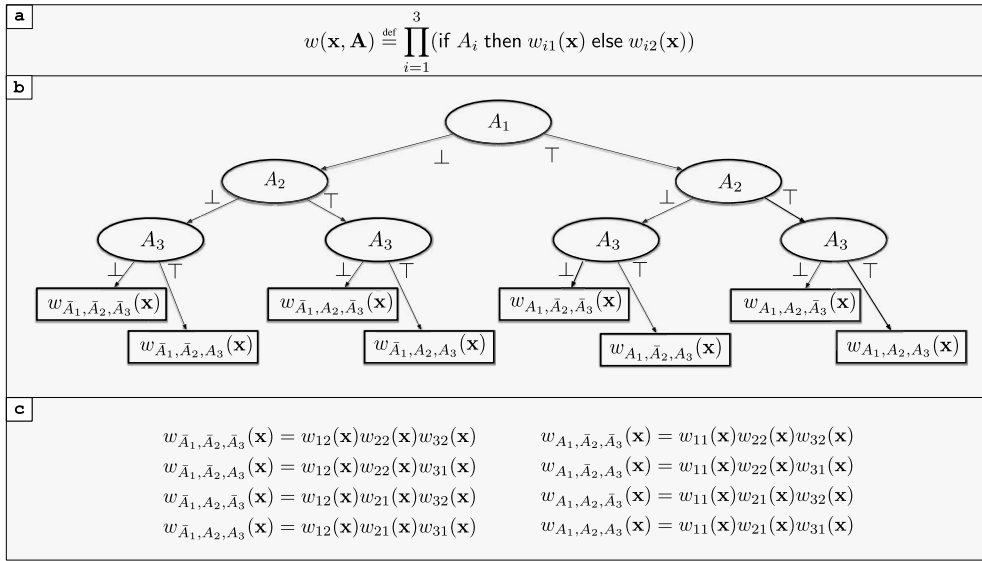 a
w(x, A) ≝ ∏_{i=1}^{3} (if A_i then w_{i1}(x) else w_{i2}(x))
b
A_1
⊥ ⊤
A_2 A_2
⊥ ⊤ ⊥ ⊤
A_3 A_3 A_3 A_3
⊥ ⊤ ⊥ ⊤ ⊥ ⊤ ⊥ ⊤
w_{Ā_1,Ā_2,Ā_3}(x) w_{Ā_1,A_2,Ā_3}(x) w_{A_1,Ā_2,Ā_3}(x) w_{A_1,A_2,Ā_3}(x)
w_{Ā_1,Ā_2,A_3}(x) w_{Ā_1,A_2,A_3}(x) w_{A_1,Ā_2,A_3}(x) w_{A_1,A_2,A_3}(x)
c
w_{Ā_1,Ā_2,Ā_3}(x) = w_{12}(x)w_{22}(x)w_{32}(x)
w_{Ā_1,Ā_2,A_3}(x) = w_{12}(x)w_{22}(x)w_{31}(x)
w_{Ā_1,A_2,Ā_3}(x) = w_{12}(x)w_{21}(x)w_{32}(x)
w_{Ā_1,A_2,A_3}(x) = w_{12}(x)w_{21}(x)w_{31}(x)
w_{A_1,Ā_2,Ā_3}(x) = w_{11}(x)w_{22}(x)w_{32}(x)
w_{A_1,Ā_2,A_3}(x) = w_{11}(x)w_{22}(x)w_{31}(x)
w_{A_1,A_2,Ā_3}(x) = w_{11}(x)w_{21}(x)w_{32}(x)
w_{A_1,A_2,A_3}(x) = w_{11}(x)w_{21}(x)w_{31}(x)